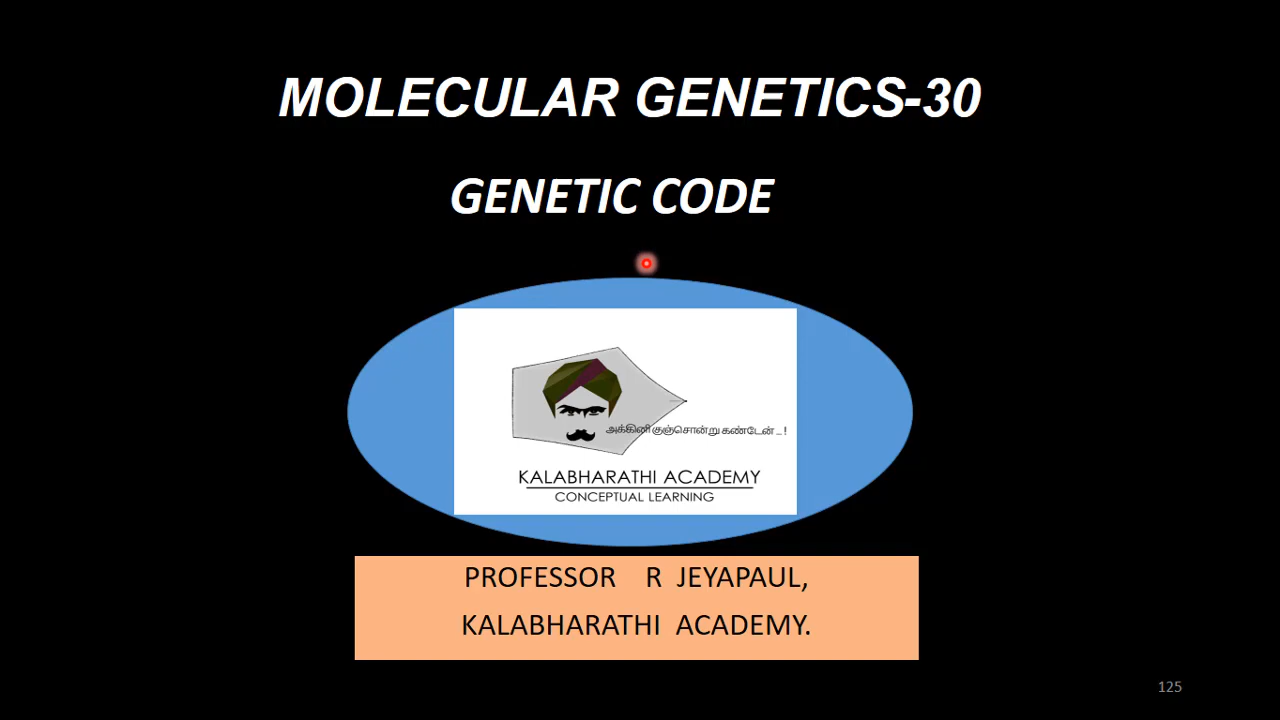 MOLECULAR GENETICS-30
GENETIC CODE
அக்கினி குஞ்சொன்று கண்டேன் ... !
KALABHARATHI ACADEMY
CONCEPTUAL LEARNING
PROFESSOR R JEYAPAUL,
KALABHARATHI ACADEMY.
125